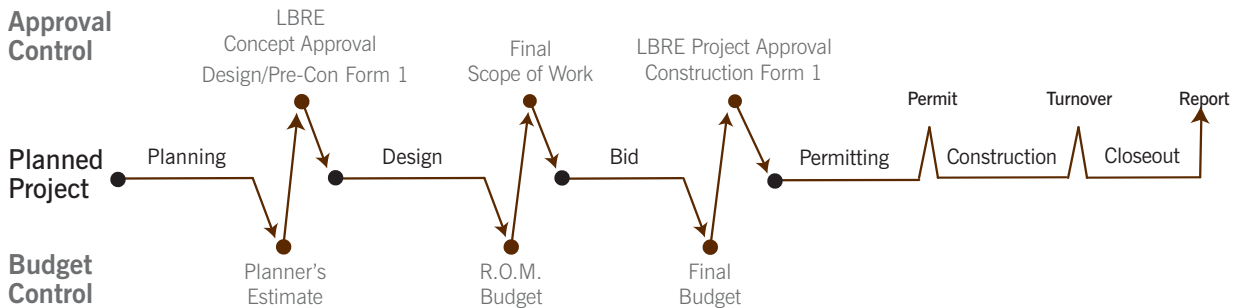 Approval
Control
LBRE
Concept Approval
Design/Pre-Con Form 1
Final
Scope of Work
LBRE Project Approval
Construction Form 1
Permit
Turnover
Report
Planned
Project
Planning
Design
Bid
Permitting
Construction
Closeout
Budget
Control
Planner's
Estimate
R.O.M.
Budget
Final
Budget